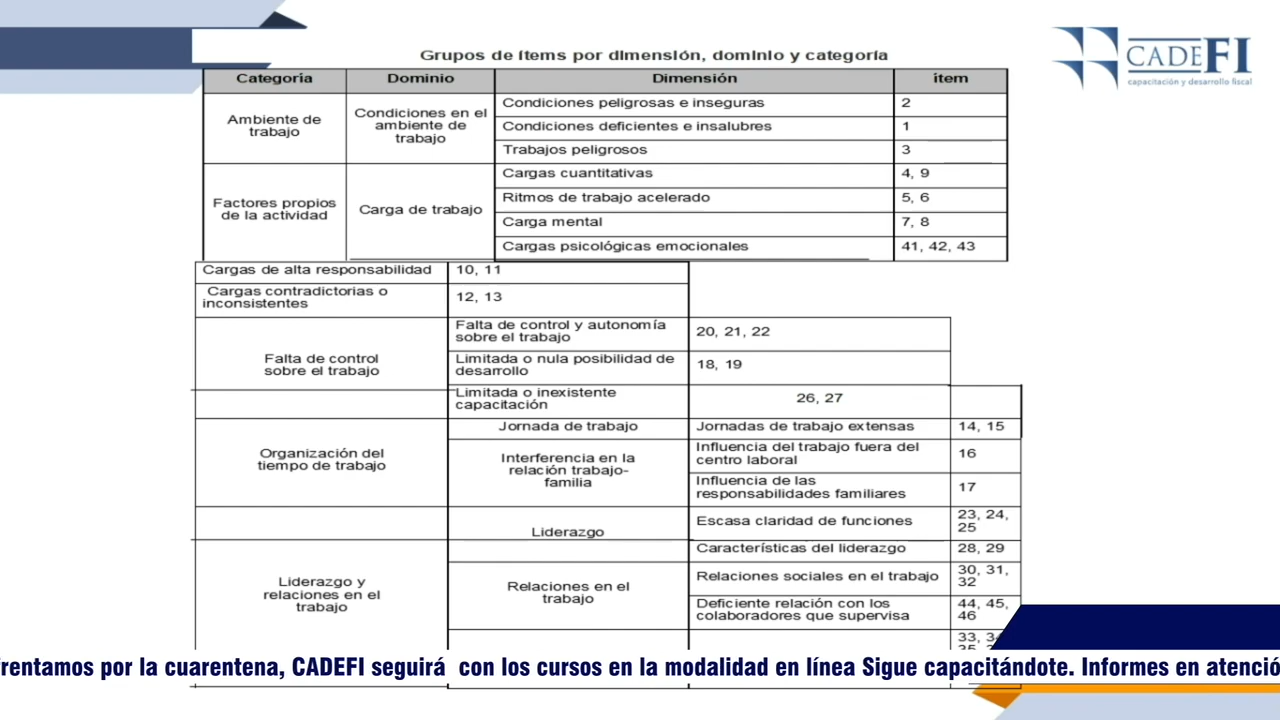 CADEFI
capacitación y desarrollo fiscal
Grupos de ítems por dimensión, dominio y categoría
Categoría Dominio Dimensión ítem
Ambiente de
trabajo
Condiciones en el
ambiente de
trabajo
Condiciones peligrosas e inseguras 2
Condiciones deficientes e insalubres 1
Trabajos peligrosos 3
Factores propios
de la actividad
Carga de trabajo
Cargas cuantitativas 4, 9
Ritmos de trabajo acelerado 5, 6
Carga mental 7, 8
Cargas psicológicas emocionales 41, 42, 43
Cargas de alta responsabilidad 10, 11
Cargas contradictorias o
inconsistentes
12, 13
Falta de control
sobre el trabajo
Falta de control y autonomía
sobre el trabajo
20, 21, 22
Limitada o nula posibilidad de
desarrollo
18, 19
Limitada o inexistente
capacitación
26, 27
Organización del
tiempo de trabajo
Jornada de trabajo Jornadas de trabajo extensas 14, 15
Interferencia en la
relación trabajo-
familia
Influencia del trabajo fuera del
centro laboral
16
Influencia de las
responsabilidades familiares
17
Liderazgo
Escasa claridad de funciones
23, 24,
25
Características del liderazgo 28, 29
Liderazgo y
relaciones en el
trabajo
Relaciones en el
trabajo
Relaciones sociales en el trabajo
30, 31,
32
Deficiente relación con los
colaboradores que supervisa
44, 45,
46
33,
frentamos por la cuarentena, CADEFI seguirá con los cursos en la modalidad en línea Sigue capacitándote. Informes en atenció